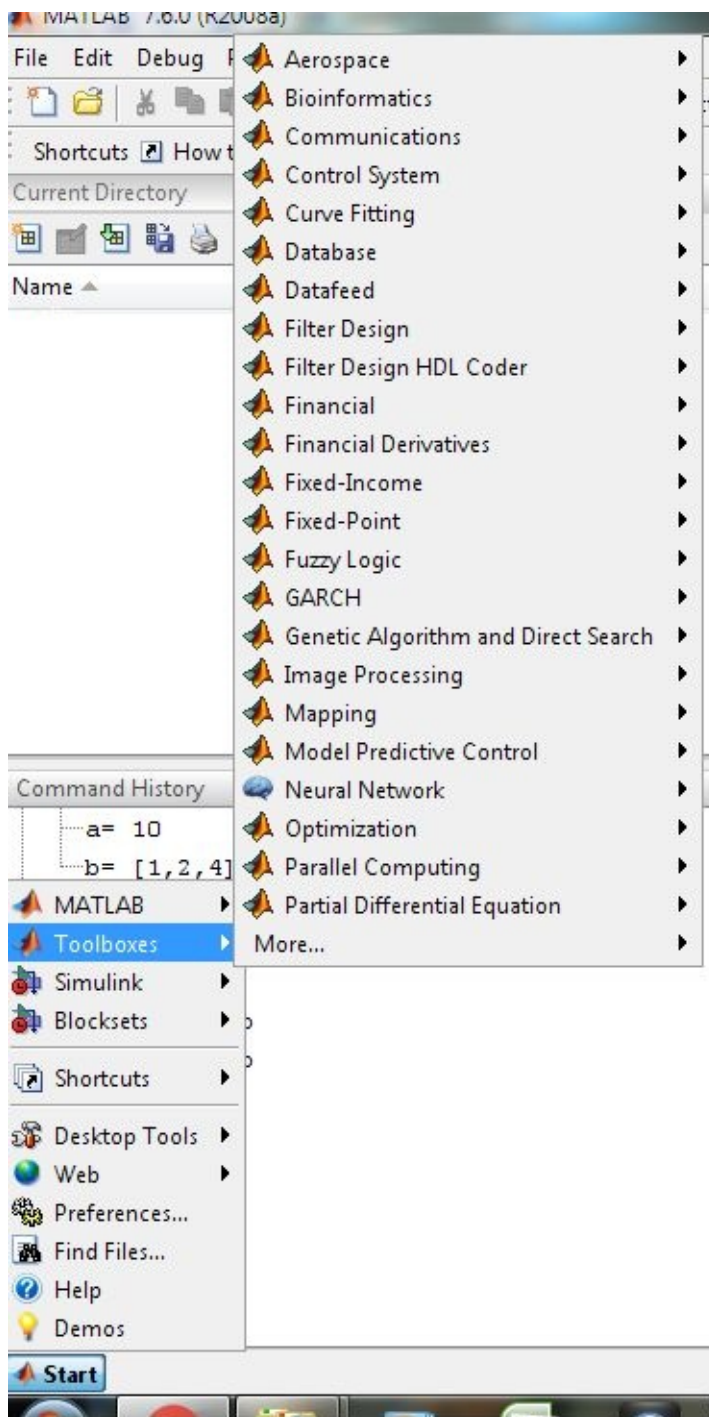 MATLAB 7.6.0 (R2008a)
File Edit Debug
Shortcuts How t
Current Directory
Name
Aerospace
Bioinformatics
Communications
Control System
Curve Fitting
Database
Datafeed
Filter Design
Filter Design HDL Coder
Financial
Financial Derivatives
Fixed-Income
Fixed-Point
Fuzzy Logic
GARCH
Genetic Algorithm and Direct Search
Image Processing
Mapping
Model Predictive Control
Neural Network
Optimization
Parallel Computing
Partial Differential Equation
More...
Command History
a= 10
b= [1,2,4]
MATLAB
Toolboxes
Simulink
Blocksets
Shortcuts
Desktop Tools
Web
Preferences...
Find Files...
Help
Demos
Start